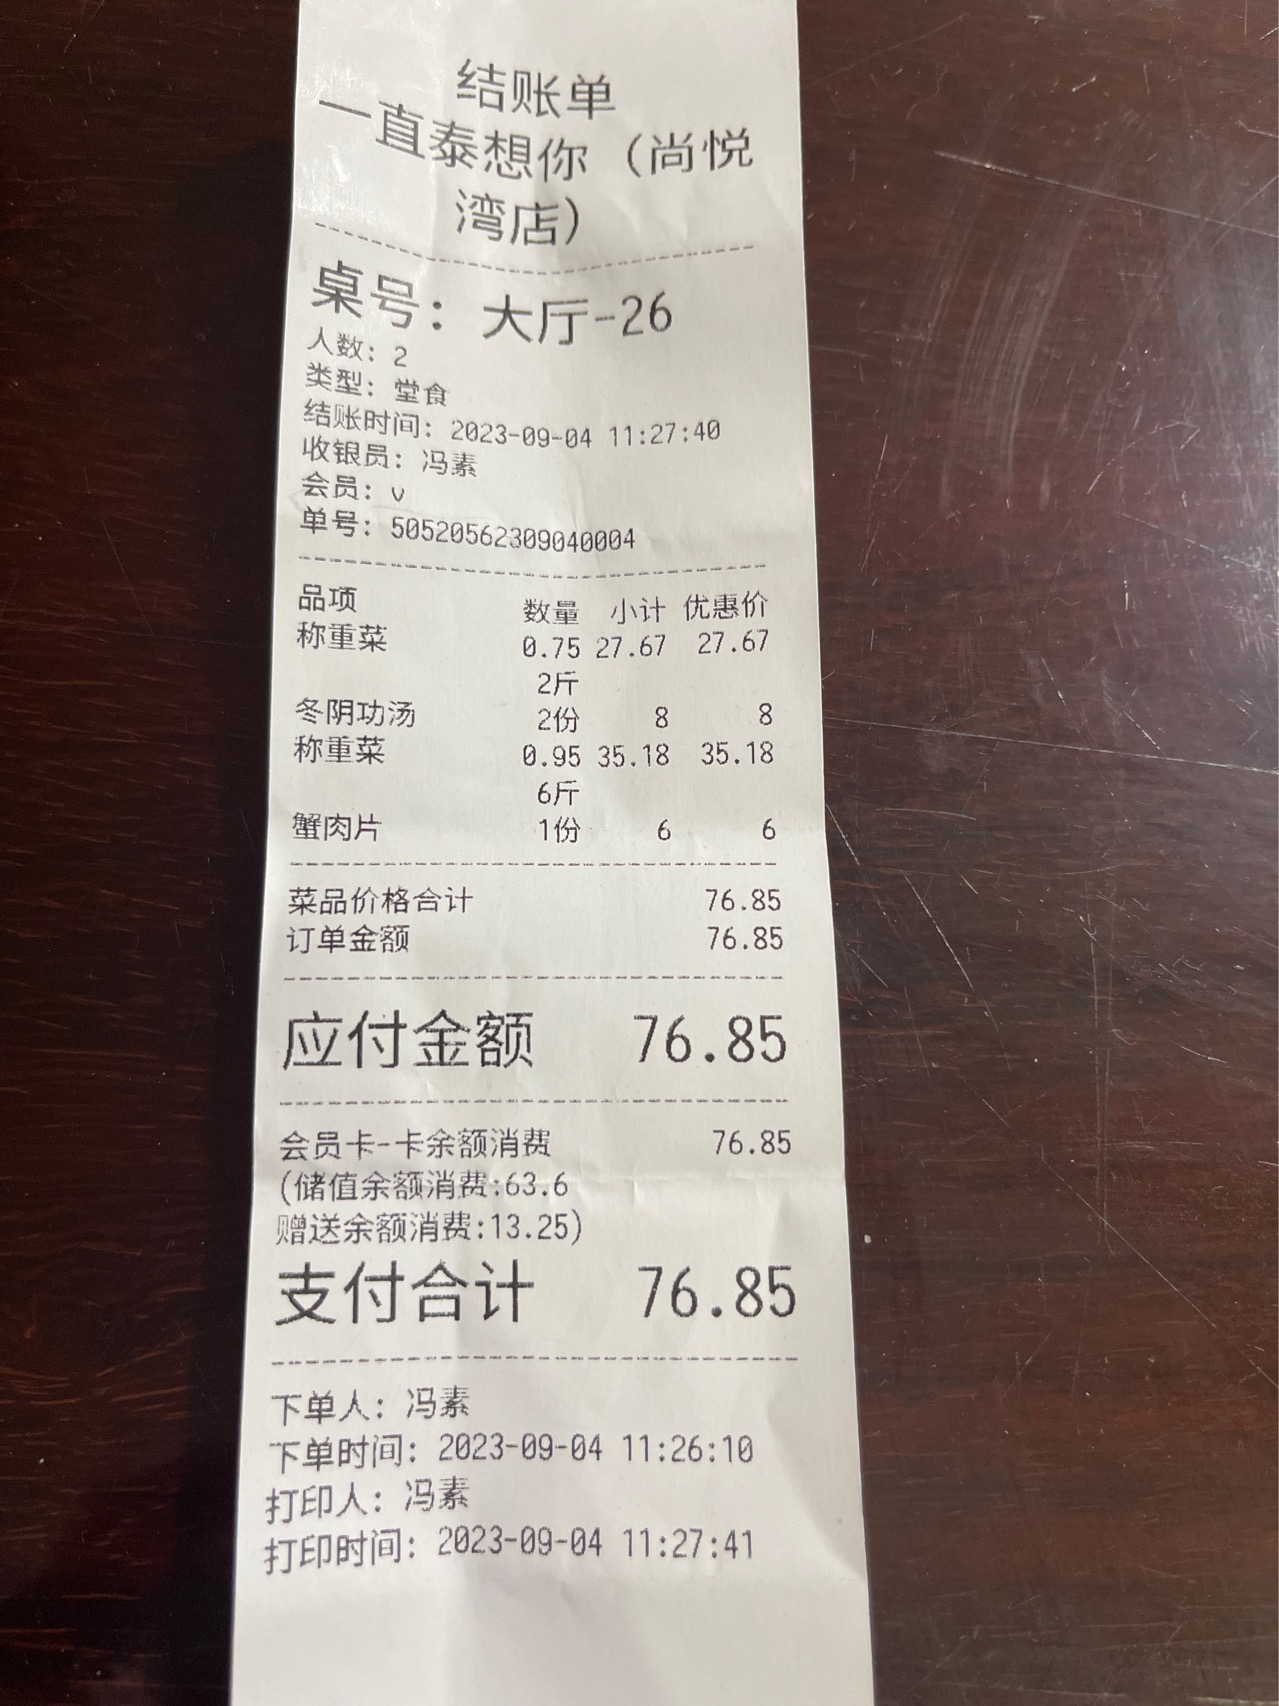 结账单
一直泰想你（尚悦
湾店）
桌号：大厅-26
人数：2
类型：堂食
结账时间：2023-09-04 11:27:40
收银员：冯素
会员：v
单号：50520562309040004
品项 数量 小计 优惠价
称重菜 0.75 27.67 27.67
2斤
冬阴功汤 2份 8 8
称重菜 0.95 35.18 35.18
6斤
蟹肉片 1份 6 6
菜品价格合计 76.85
订单金额 76.85
应付金额 76.85
会员卡-卡余额消费 76.85
(储值余额消费:63.6
赠送余额消费:13.25)
支付合计 76.85
下单人：冯素
下单时间：2023-09-04 11:26:10
打印人：冯素
打印时间：2023-09-04 11:27:41